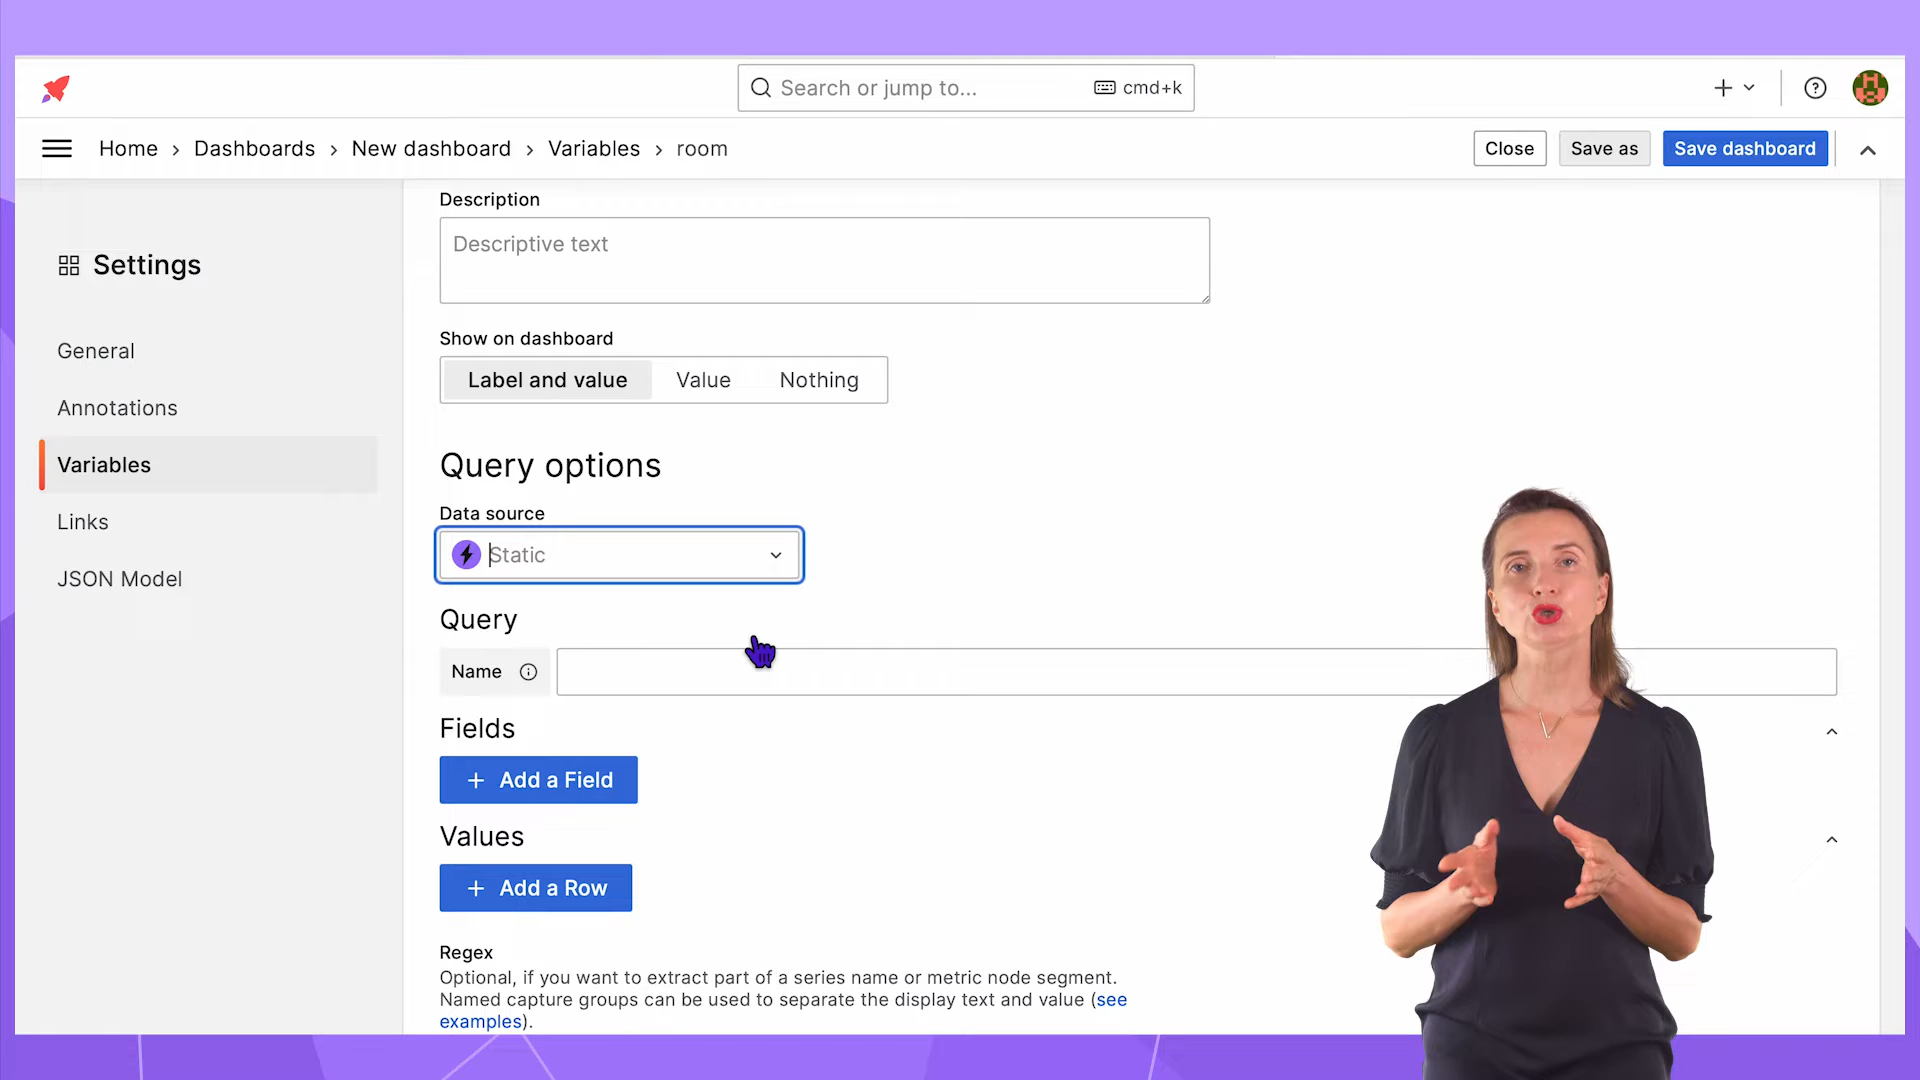 Search or jump to...
cmd+k
Home
Dashboards
New dashboard
Variables
room
Close
Save as
Save dashboard
Settings
General
Annotations
Variables
Links
JSON Model
Description
Descriptive text
Show on dashboard
Label and value
Value
Nothing
Query options
Data source
Static
Query
Name
Fields
+ Add a Field
Values
+ Add a Row
Regex
Optional, if you want to extract part of a series name or metric node segment.
Named capture groups can be used to separate the display text and value (see
examples).